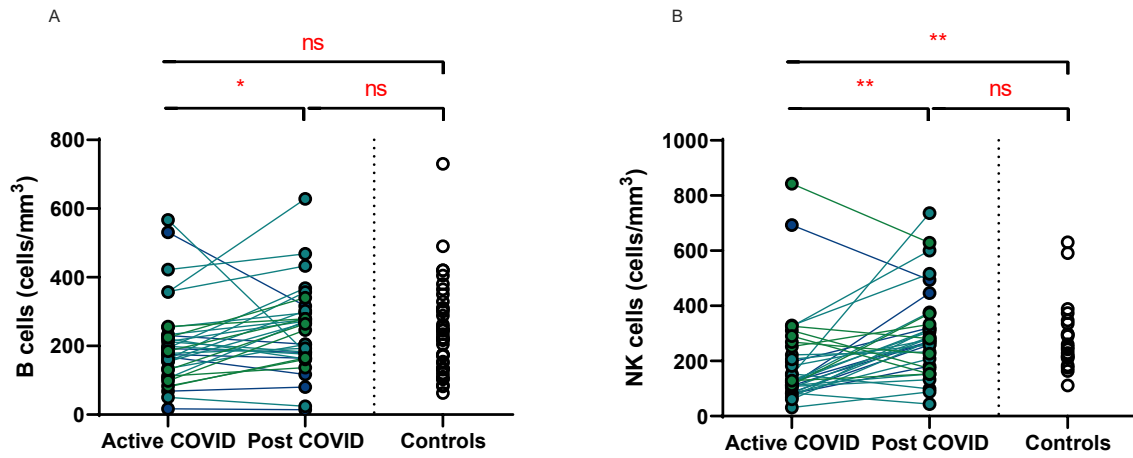 A
ns
*
ns
B cells (cells/mm³)
800
600
400
200
0
Active COVID Post COVID Controls
B
**
**
ns
NK cells (cells/mm³)
1000
800
600
400
200
0
Active COVID Post COVID Controls